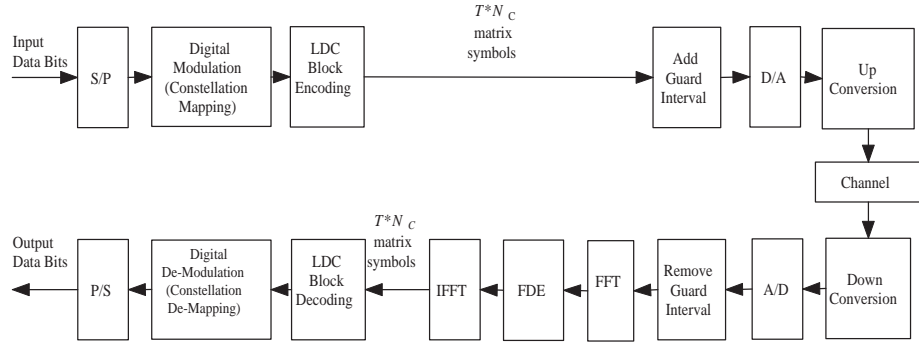 T*N_C
matrix
symbols
Input
Data Bits
S/P
Digital
Modulation
(Constellation
Mapping)
LDC
Block
Encoding
Add
Guard
Interval
D/A
Up
Conversion
Channel
T*N_C
matrix
symbols
Output
Data Bits
P/S
Digital
De-Modulation
(Constellation
De-Mapping)
LDC
Block
Decoding
IFFT
FDE
FFT
Remove
Guard
Interval
A/D
Down
Conversion